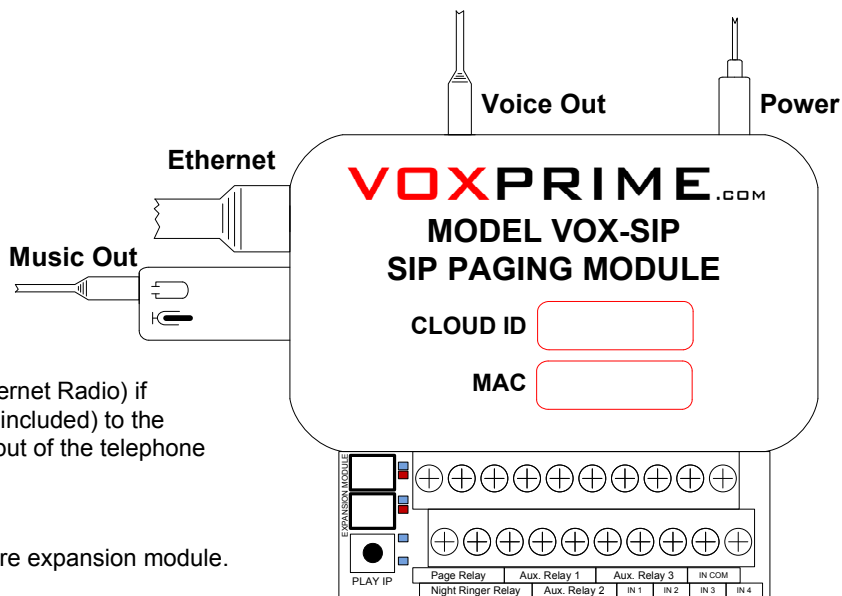 Voice Out
Power
Ethernet
VOXPRIME.COM
MODEL VOX-SIP
SIP PAGING MODULE
Music Out
CLOUD ID
MAC
ernet Radio) if
included) to the
out of the telephone
re expansion module.
EXPANSION MODULE
PLAY IP
Page Relay Aux. Relay 1 Aux. Relay 3 IN COM
Night Ringer Relay Aux. Relay 2 IN 1 IN 2 IN 3 IN 4